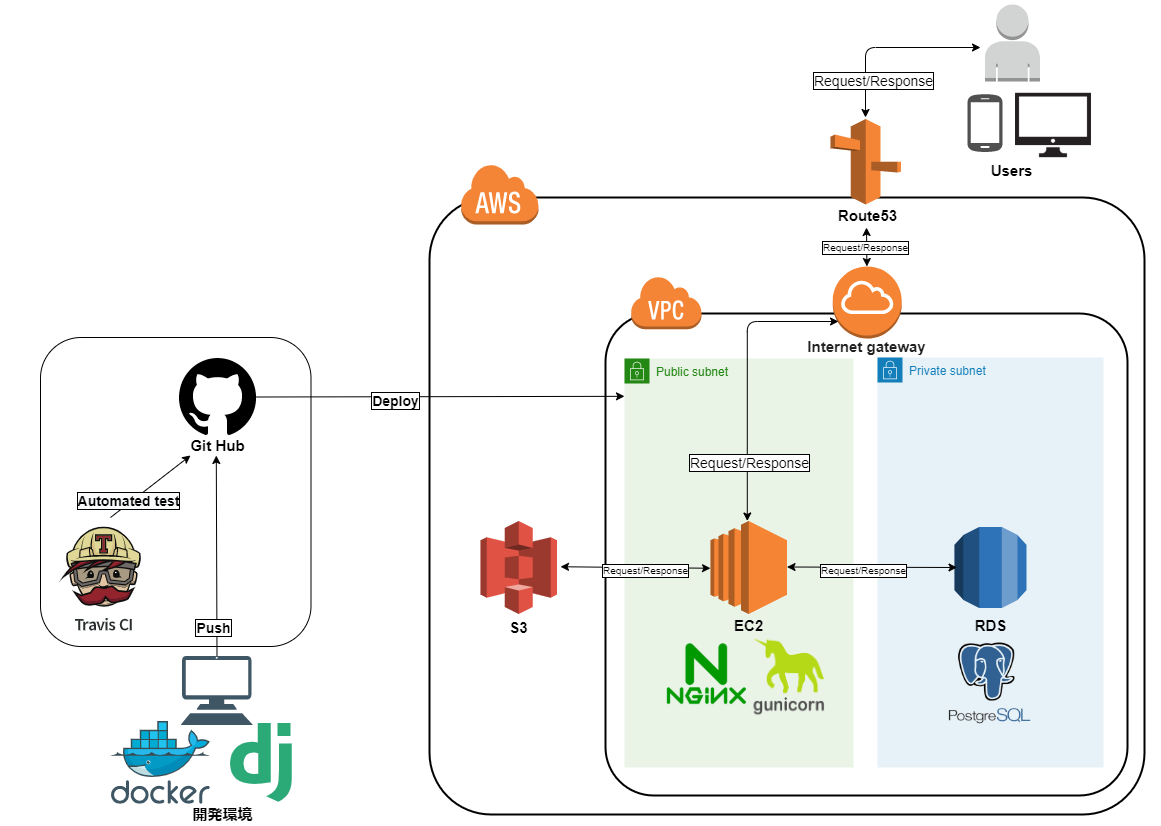 Request/Response
Users
AWS
Route53
Request/Response
VPC
Internet gateway
Public subnet
Private subnet
Deploy
Git Hub
Request/Response
Automated test
T
Travis CI
Request/Response
Request/Response
S3
EC2
RDS
Push
N
NGiNX
gunicorn
PostgreSQL
docker
dj
開発環境